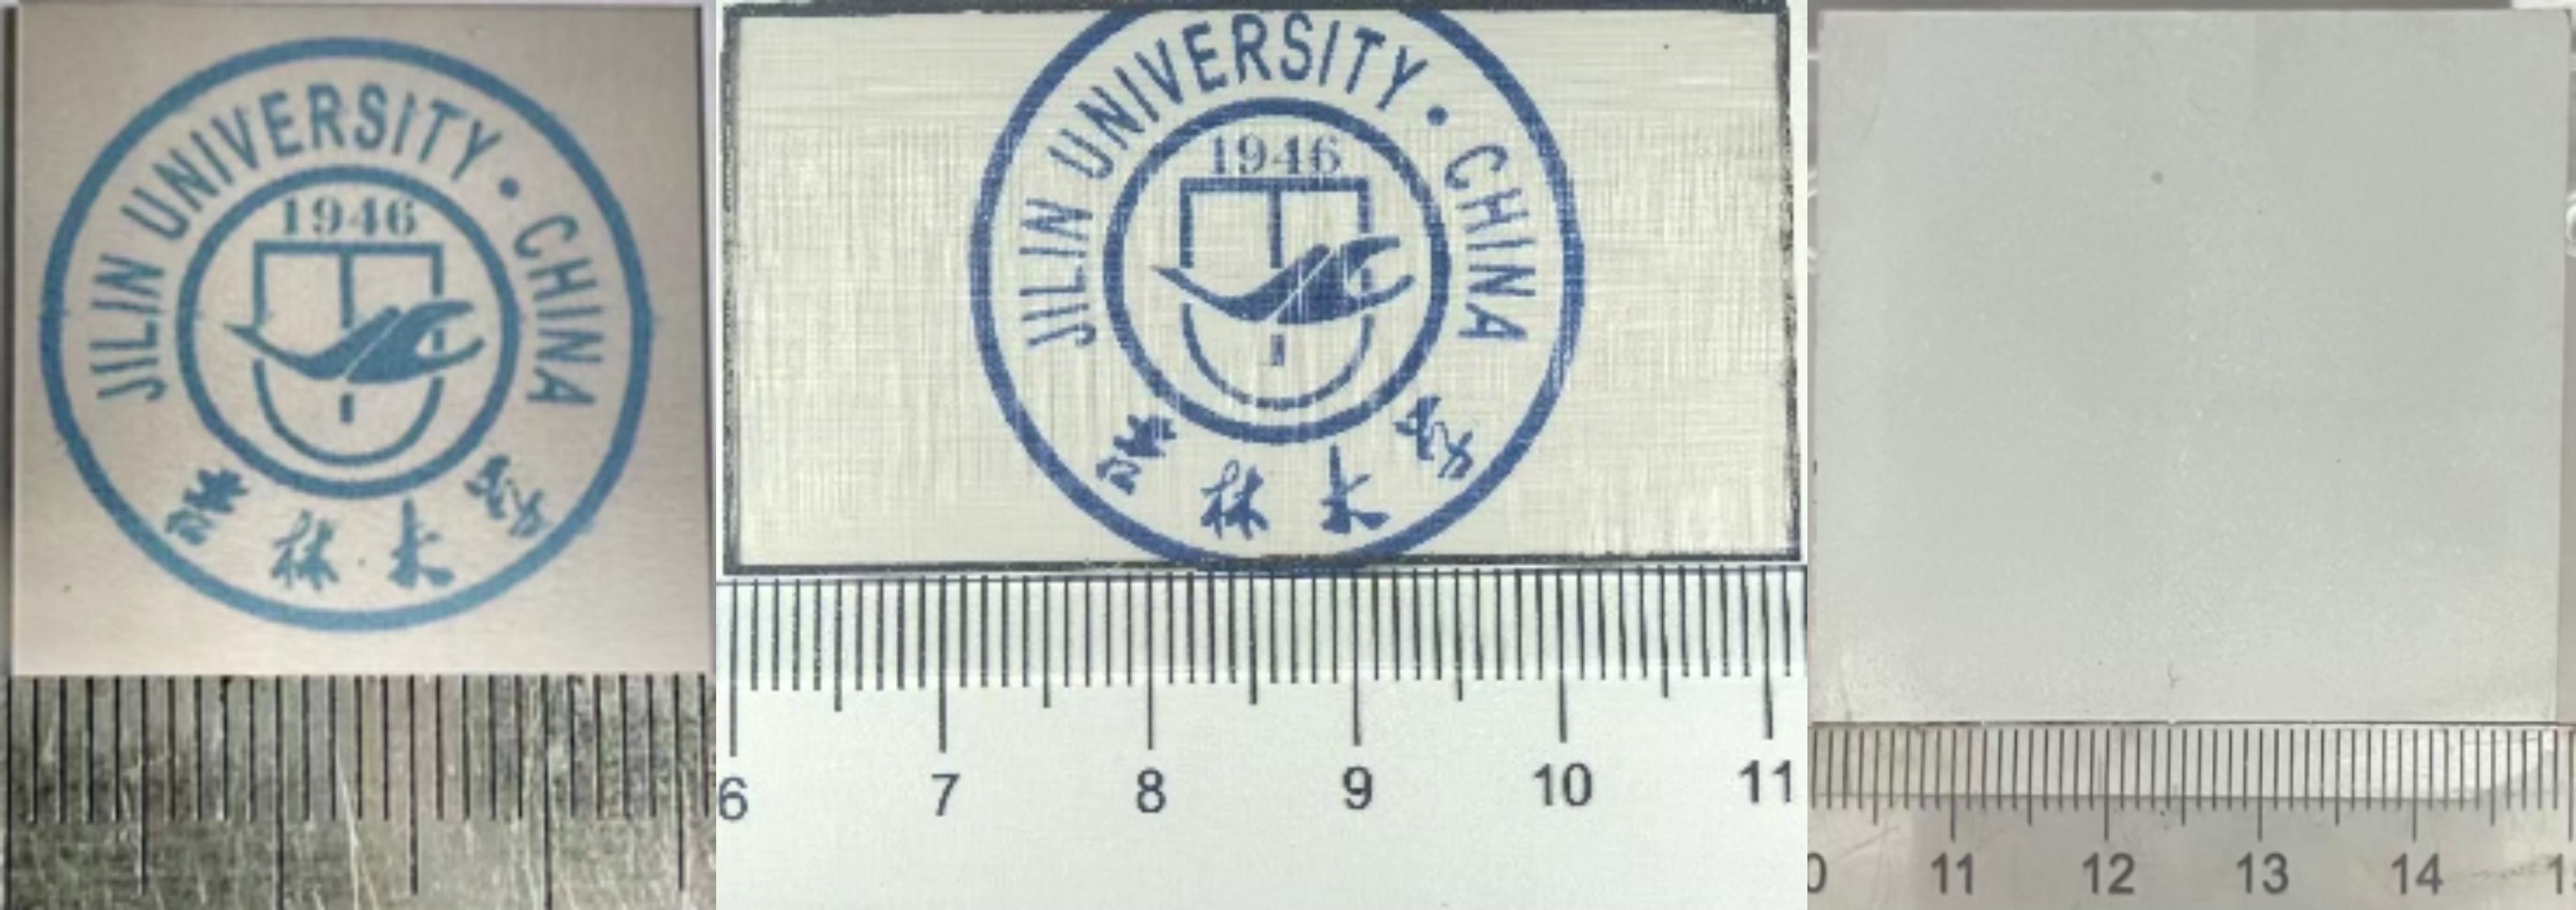 JILIN UNIVERSITY · CHINA
1946
吉林大学
JILIN UNIVERSITY · CHINA
1946
吉林大学
6 7 8 9 10 11
11 12 13 14